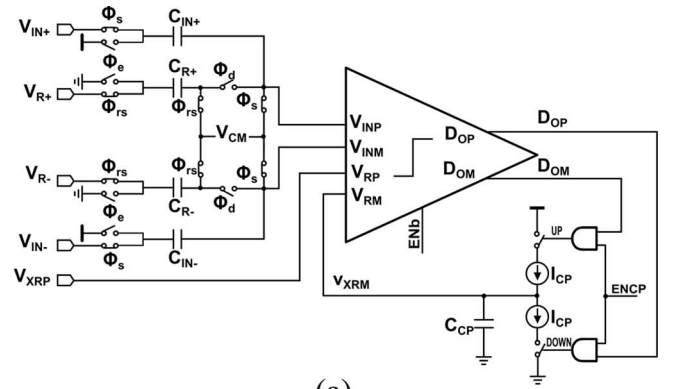 Φs
VIN+
CIN+
Φe
CR+
Φd
VR+
Φrs
Φrs
Φs
VCM
VINP
VINM
VRP
VRM
DOP
DOM
DOP
DOM
Φrs
Φrs
Φs
VR-
Φe
CR-
Φd
VIN-
Φs
CIN-
VXRP
ENb
UP
ICP
vXRM
ENCP
ICP
CCP
DOWN
(a)